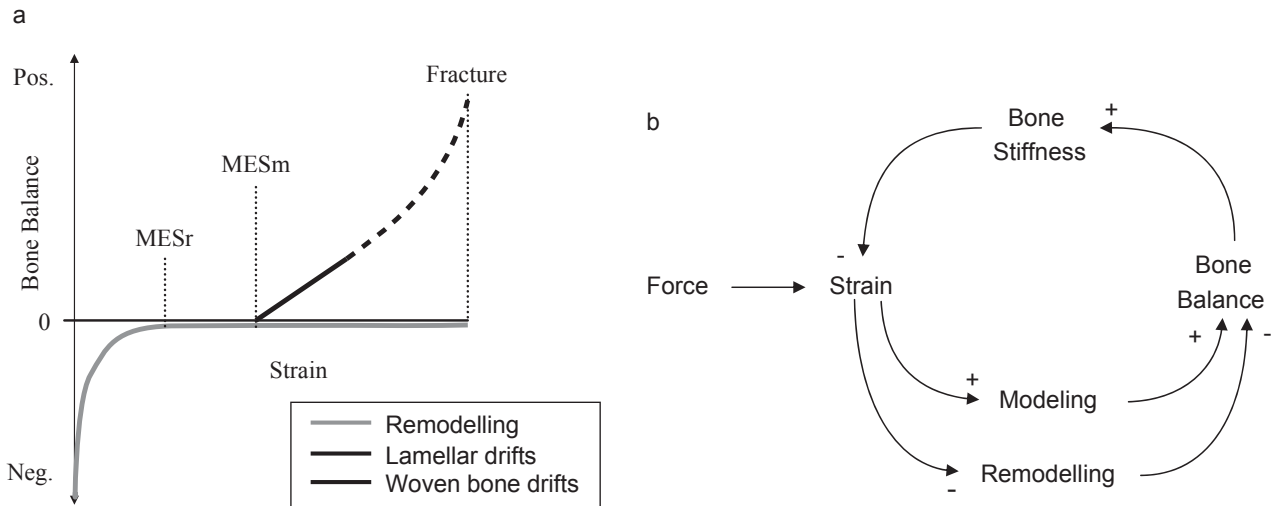 a
Pos.
Bone Balance
0
Neg.
MESr
MESm
Fracture
Strain
Remodelling
Lamellar drifts
Woven bone drifts
b
Bone
Stiffness
+
-
Force
Strain
Bone
Balance
+
-
+
Modeling
Remodelling
-